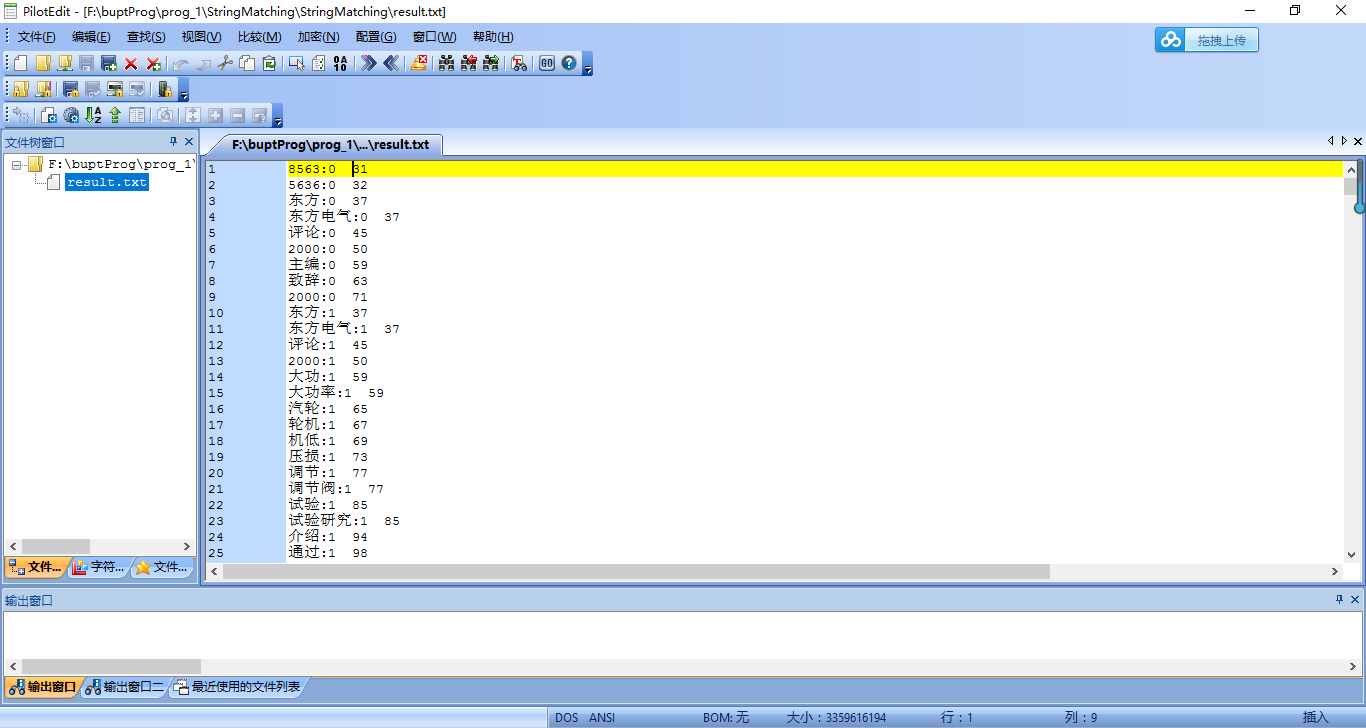 PilotEdit - [F:\buptProg\prog_1\StringMatching\StringMatching\result.txt]
文件(F) 编辑(E) 查找(S) 视图(V) 比较(M) 加密(N) 配置(G) 窗口(W) 帮助(H)
拖拽上传
文件树窗口
F:\buptProg\prog_1\
result.txt
F:\buptProg\prog_1\...\result.txt
1 8563:0 31
2 5636:0 32
3 东方:0 37
4 东方电气:0 37
5 评论:0 45
6 2000:0 50
7 主编:0 59
8 致辞:0 63
9 2000:0 71
10 东方:1 37
11 东方电气:1 37
12 评论:1 45
13 2000:1 50
14 大功:1 59
15 大功率:1 59
16 汽轮:1 65
17 轮机:1 67
18 机低:1 69
19 压损:1 73
20 调节:1 77
21 调节阀:1 77
22 试验:1 85
23 试验研究:1 85
24 介绍:1 94
25 通过:1 98
文件... 字符... 文件...
输出窗口
输出窗口 输出窗口二 最近使用的文件列表
DOS ANSI BOM: 无 大小: 3359616194 行: 1 列: 9 插入